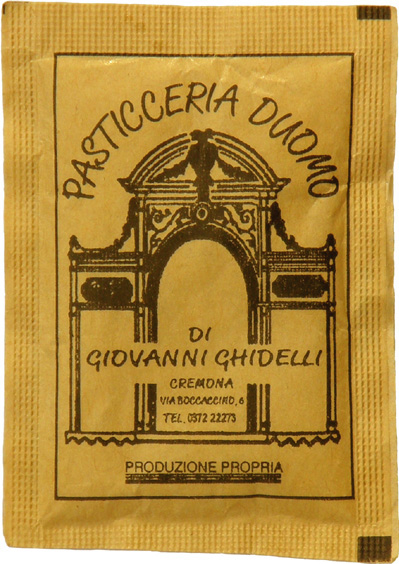 PASTICCERIA DUOMO
DI
GIOVANNI GHIDELLI
CREMONA
VIA BOCCACCINO, 6
TEL. 0372 22273
PRODUZIONE PROPRIA